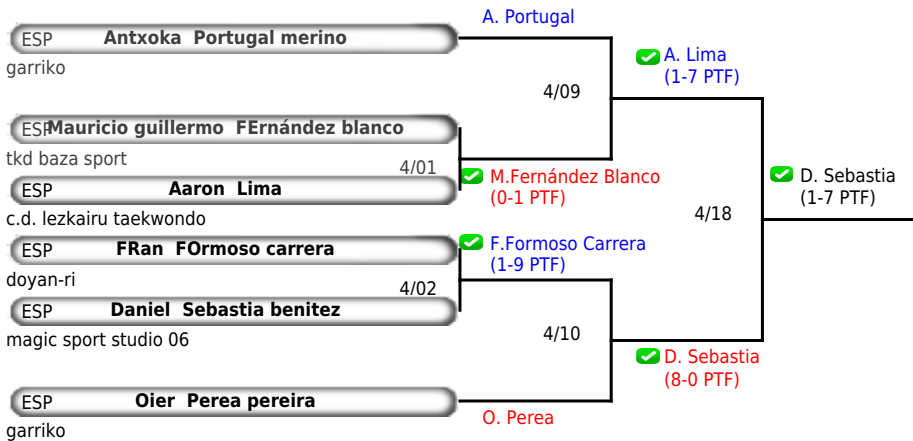 A. Portugal
ESP Antxoka Portugal merino
garriko
A. Lima
(1-7 PTF)
4/09
ESP Mauricio guillermo FErnández blanco
tkd baza sport
4/01
M.Fernández Blanco
(0-1 PTF)
D. Sebastia
(1-7 PTF)
ESP Aaron Lima
c.d. lezkairu taekwondo
4/18
ESP FRan FOrmoso carrera
F.Formoso Carrera
(1-9 PTF)
doyan-ri
4/02
ESP Daniel Sebastia benitez
magic sport studio 06
4/10
D. Sebastia
(8-0 PTF)
ESP Oier Perea pereira
O. Perea
garriko